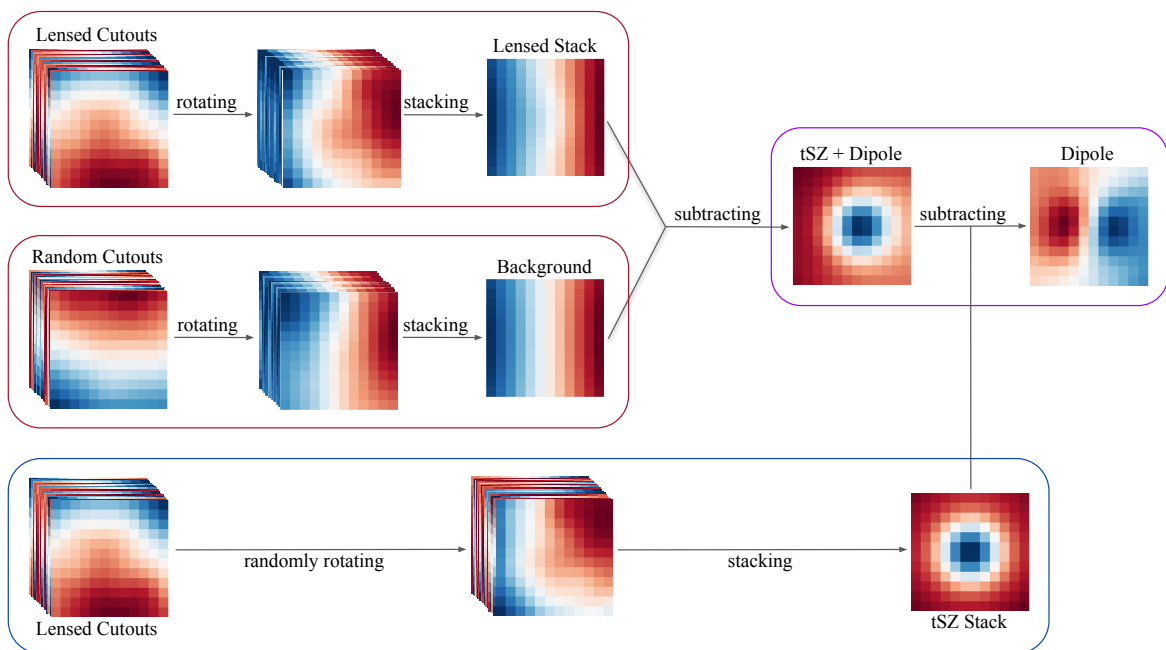 Lensed Cutouts
rotating
stacking
Lensed Stack
Random Cutouts
rotating
stacking
Background
subtracting
tSZ + Dipole
subtracting
Dipole
Lensed Cutouts
randomly rotating
stacking
tSZ Stack